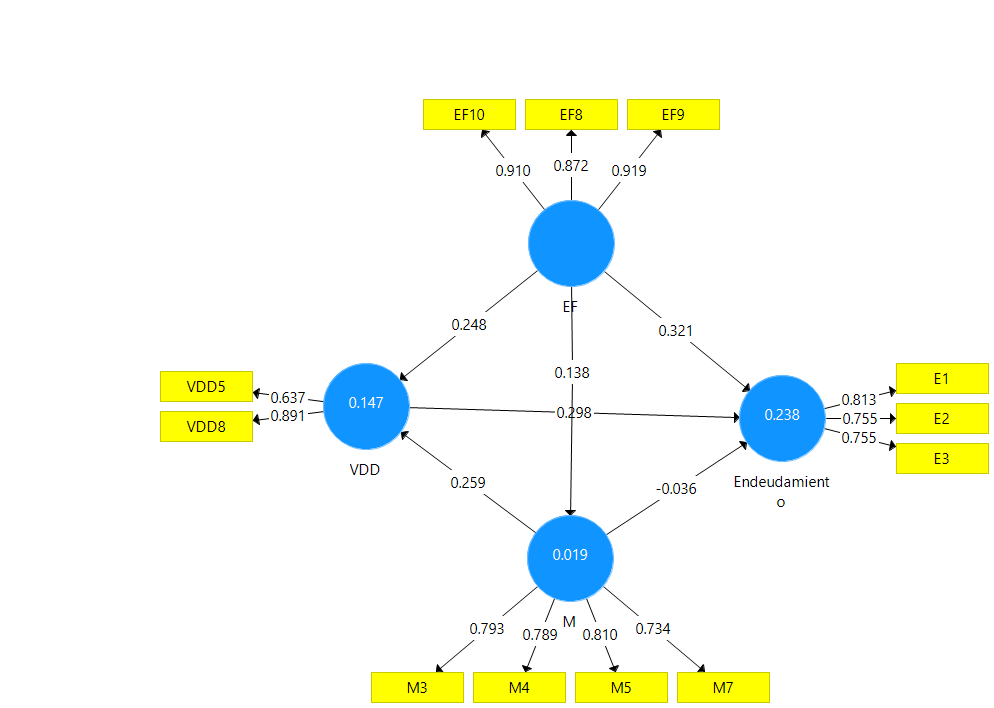 EF10 EF8 EF9
0.910 0.872 0.919
EF
0.248 0.321
0.138
VDD5 0.637 0.147 0.298 0.238 0.813 E1
VDD8 0.891 0.755 E2
0.755 E3
VDD
0.259 -0.036
Endeudamient
o
0.019
M
0.793 0.789 0.810 0.734
M3 M4 M5 M7